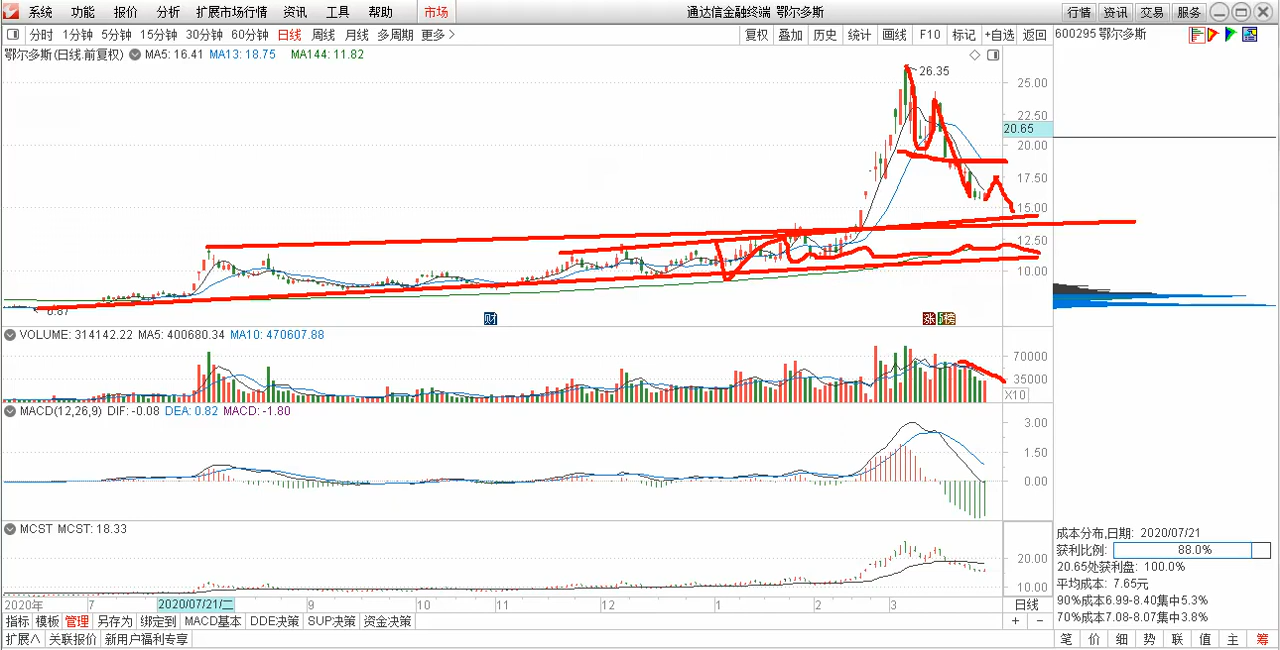 系统 功能 报价 分析 扩展市场行情 资讯 工具 帮助 市场 通达信金融终端 鄂尔多斯 行情 资讯 交易 服务
分时 1分钟 5分钟 15分钟 30分钟 60分钟 日线 周线 月线 多周期 更多> 复权 叠加 历史 统计 画线 F10 标记 +自选 返回 600295 鄂尔多斯
鄂尔多斯(日线.前复权) MA5: 16.41 MA13: 18.75 MA144: 11.82
26.35
25.00
22.50
20.65
20.00
17.50
15.00
12.50
10.00
财 涨 榜
VOLUME: 314142.22 MA5: 400680.34 MA10: 470607.88
70000
35000
X10
MACD(12,26,9) DIF: -0.08 DEA: 0.82 MACD: -1.80
3.00
1.50
0.00
MCST MCST: 18.33
20.00
10.00
成本分布,日期: 2020/07/21
获利比例: 88.0%
20.65处获利盘: 100.0%
平均成本: 7.65元
90%成本6.99-8.40集中5.3%
70%成本7.08-8.07集中3.8%
2020年 7 2020/07/21/二 9 10 11 12 1 2 3 日线
指标 模板 管理 另存为 绑定到 MACD基本 DDE决策 SUP决策 资金决策 + -
扩展∧ 关联报价 新用户福利专享 笔 价 细 势 联 值 主 筹